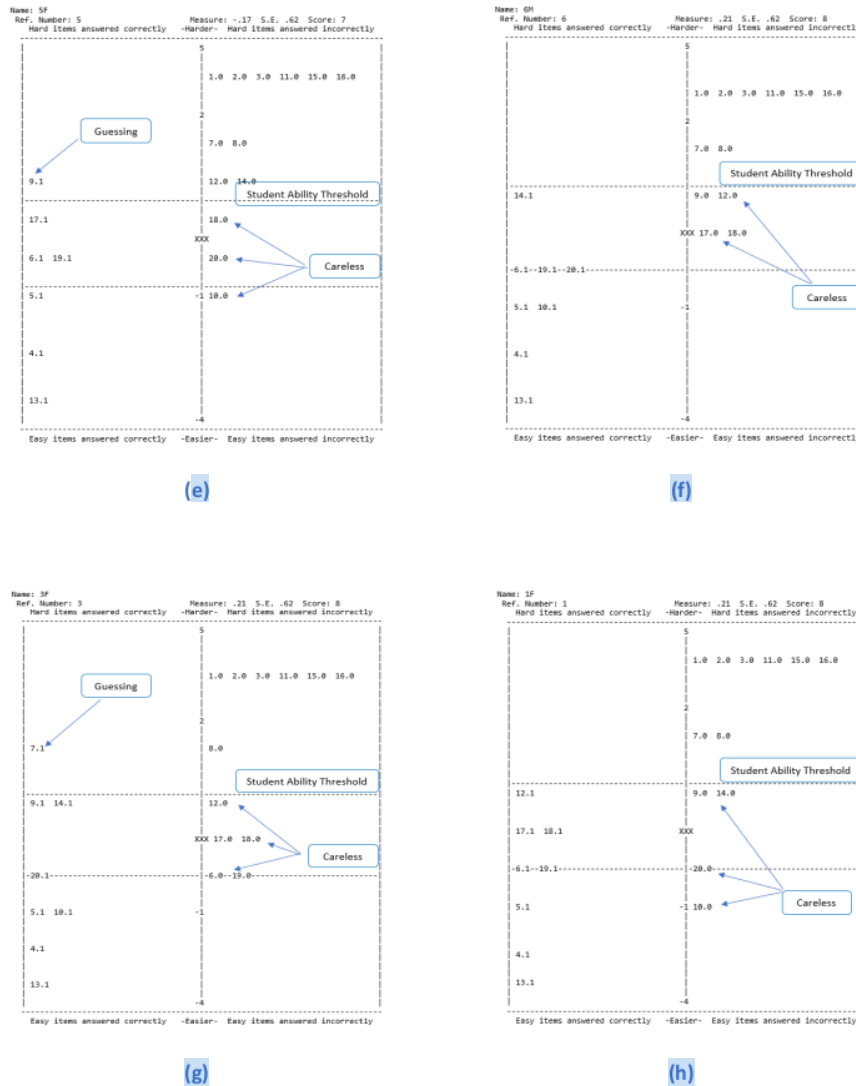 Name: 5F
Ref. Number: 5 Measure: -.17 S.E. .62 Score: 7
Hard items answered correctly -Harder- Hard items answered incorrectly
5
1.0 2.0 3.0 11.0 15.0 16.0
2
Guessing
7.0 8.0
9.1 12.0 14.0
Student Ability Threshold
17.1 18.0
XXX
6.1 19.1 20.0
Careless
5.1 -1 10.0
4.1
13.1
-4
Easy items answered correctly -Easier- Easy items answered incorrectly
(e)
Name: 6M
Ref. Number: 6 Measure: .21 S.E. .62 Score: 8
Hard items answered correctly -Harder- Hard items answered incorrectly
5
1.0 2.0 3.0 11.0 15.0 16.0
2
7.0 8.0
Student Ability Threshold
14.1 9.0 12.0
XXX 17.0 18.0
-6.1--19.1--20.1-
Careless
5.1 10.1 -1
4.1
13.1
-4
Easy items answered correctly -Easier- Easy items answered incorrectly
(f)
Name: 3F
Ref. Number: 3 Measure: .21 S.E. .62 Score: 8
Hard items answered correctly -Harder- Hard items answered incorrectly
5
1.0 2.0 3.0 11.0 15.0 16.0
Guessing
2
7.1 8.0
Student Ability Threshold
9.1 14.1 12.0
XXX 17.0 18.0
Careless
-20.1- -6.0--19.0-
5.1 10.1 -1
4.1
13.1
-4
Easy items answered correctly -Easier- Easy items answered incorrectly
(g)
Name: 1F
Ref. Number: 1 Measure: .21 S.E. .62 Score: 8
Hard items answered correctly -Harder- Hard items answered incorrectly
5
1.0 2.0 3.0 11.0 15.0 16.0
2
7.0 8.0
Student Ability Threshold
12.1 9.0 14.0
17.1 18.1 XXX
-6.1--19.1- -20.0-
Careless
5.1 -1 10.0
4.1
13.1
-4
Easy items answered correctly -Easier- Easy items answered incorrectly
(h)